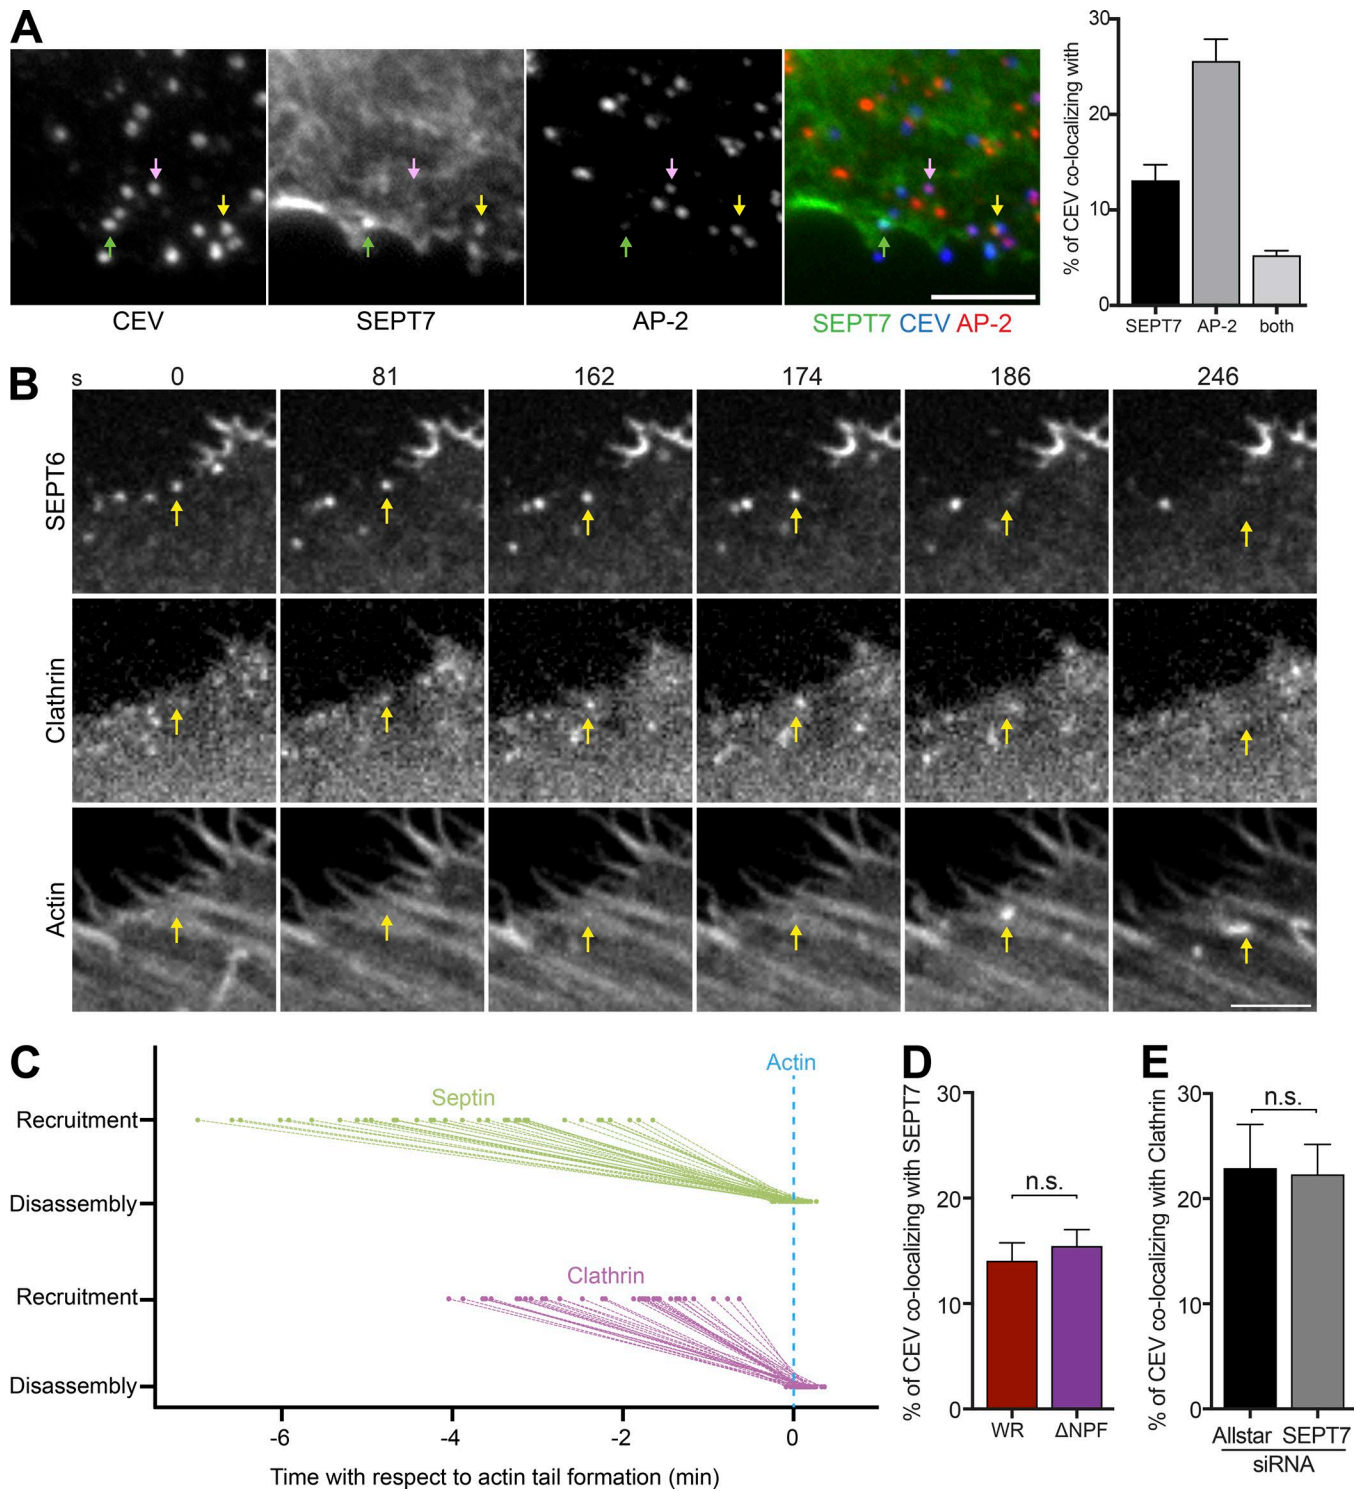 A
CEV
SEPT7
AP-2
SEPT7 CEV AP-2
% of CEV co-localizing with
30
20
10
0
SEPT7
AP-2
both
B
s
0
81
162
174
186
246
SEPT6
Clathrin
Actin
C
Actin
Septin
Recruitment
Disassembly
Clathrin
Recruitment
Disassembly
-6
-4
-2
0
Time with respect to actin tail formation (min)
D
% of CEV co-localizing with SEPT7
30
20
10
0
n.s.
WR
ΔNPF
E
% of CEV co-localizing with Clathrin
30
20
10
0
n.s.
Allstar SEPT7
siRNA